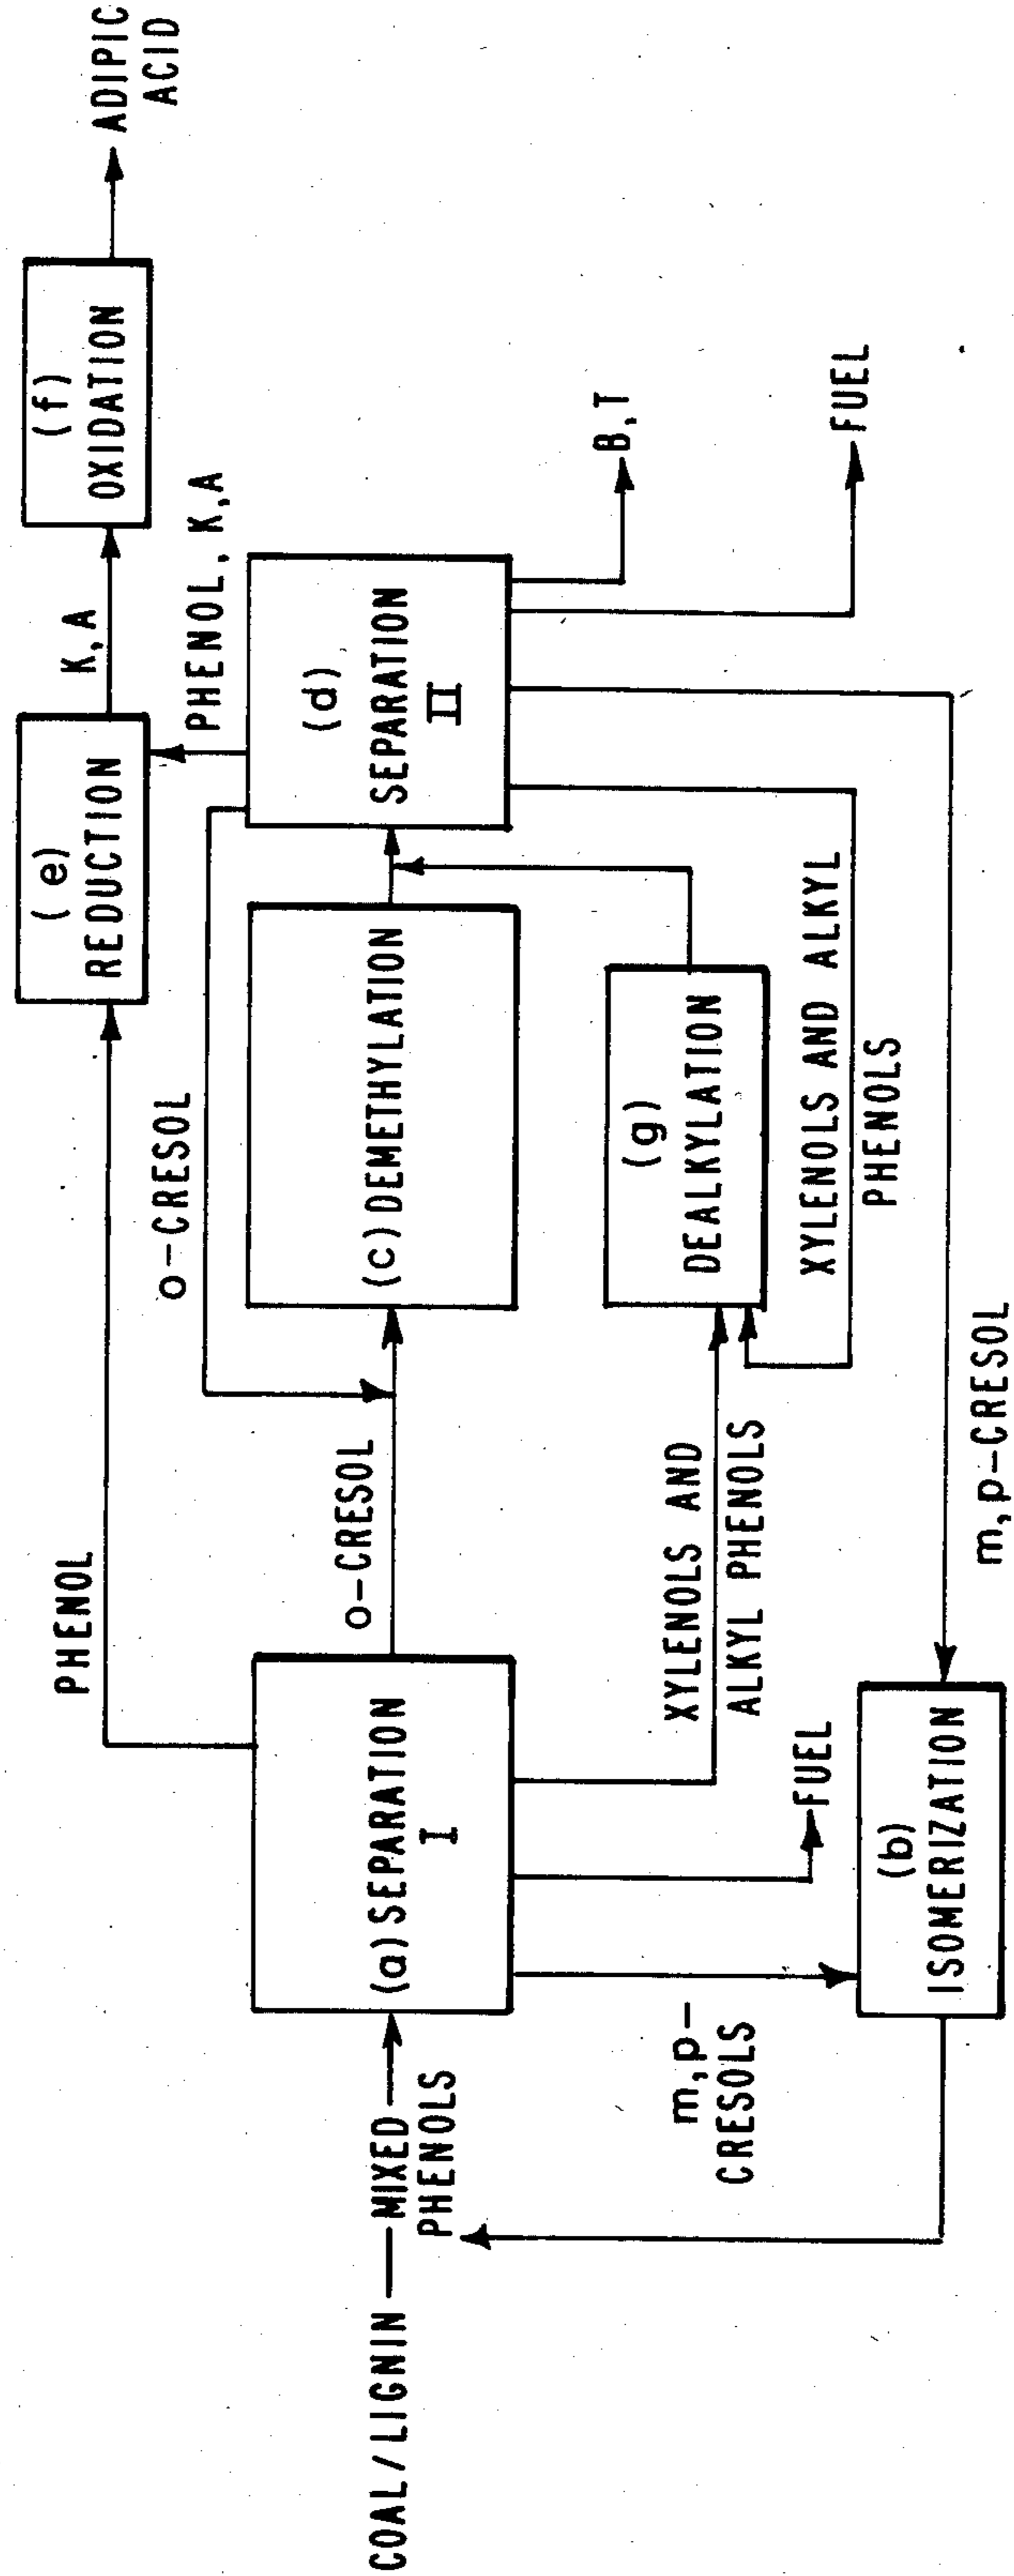 COAL/LIGNIN
MIXED
PHENOLS
(a) SEPARATION
I
PHENOL
o-CRESOL
o-CRESOL
XYLENOLS AND
ALKYL PHENOLS
FUEL
m,p-
CRESOLS
(b)
ISOMERIZATION
(c) DEMETHYLATION
(g)
DEALKYLATION
XYLENOLS AND ALKYL
PHENOLS
m,p-CRESOL
(d)
SEPARATION
II
PHENOL, K,A
B,T
FUEL
(e)
REDUCTION
K,A
(f)
OXIDATION
ADIPIC
ACID